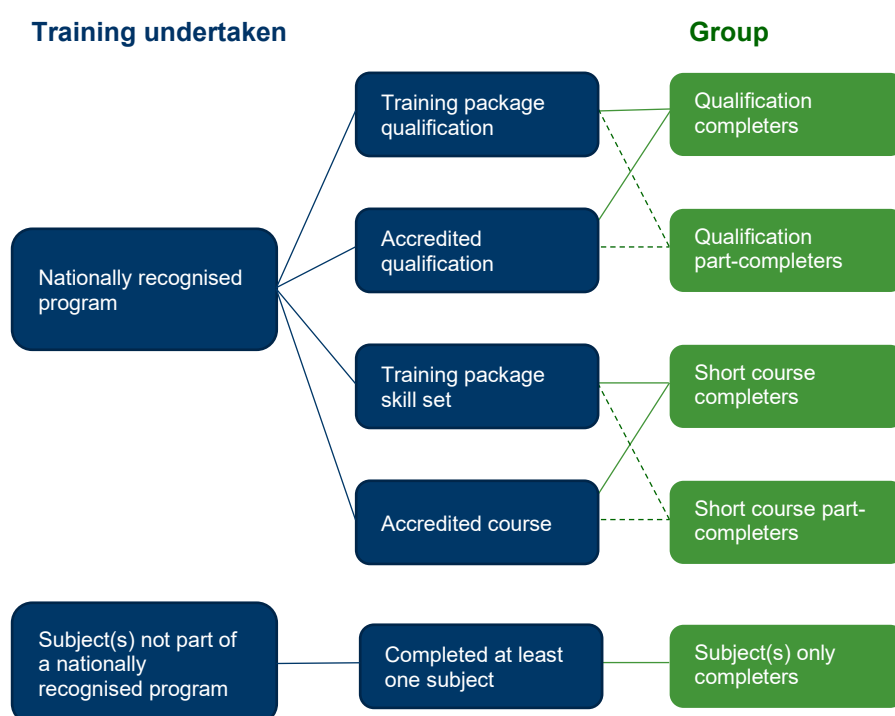 Training undertaken
Group
Training package
qualification
Qualification
completers
Accredited
qualification
Qualification
part-completers
Nationally recognised
program
Training package
skill set
Short course
completers
Accredited course
Short course part-
completers
Subject(s) not part of
a nationally
recognised program
Completed at least
one subject
Subject(s) only
completers